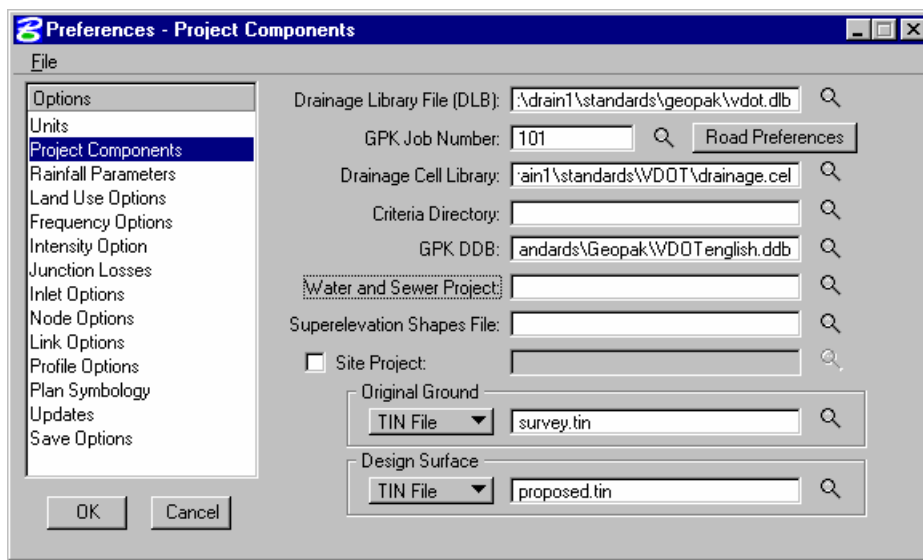 Preferences - Project Components
File
Options
Units
Project Components
Rainfall Parameters
Land Use Options
Frequency Options
Intensity Option
Junction Losses
Inlet Options
Node Options
Link Options
Profile Options
Plan Symbology
Updates
Save Options
OK Cancel
Drainage Library File (DLB): :\drain1\standards\geopak\vdot.dlb
GPK Job Number: 101 Road Preferences
Drainage Cell Library: ain1\standards\VDOT\drainage.cel
Criteria Directory:
GPK DDB: andards\Geopak\VDOTenglish.ddb
Water and Sewer Project:
Superelevation Shapes File:
Site Project:
Original Ground
TIN File survey.tin
Design Surface
TIN File proposed.tin